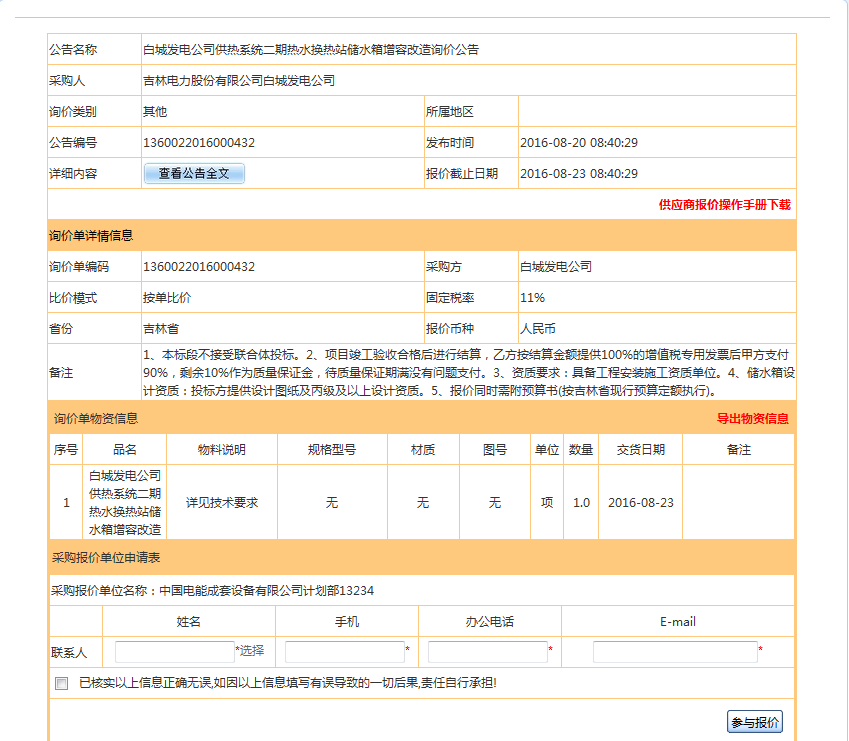 公告名称 白城发电公司供热系统二期热水换热站储水箱增容改造询价公告
采购人 吉林电力股份有限公司白城发电公司
询价类别 其他 所属地区
公告编号 1360022016000432 发布时间 2016-08-20 08:40:29
详细内容 查看公告全文 报价截止日期 2016-08-23 08:40:29
供应商报价操作手册下载
询价单详情信息
询价单编码 1360022016000432 采购方 白城发电公司
比价模式 按单比价 固定税率 11%
省份 吉林省 报价币种 人民币
备注
1、本标段不接受联合体投标。2、项目竣工验收合格后进行结算，乙方按结算金额提供100%的增值税专用发票后甲方支付
90%，剩余10%作为质量保证金，待质量保证期满没有问题支付。3、资质要求：具备工程安装施工资质单位。4、储水箱设
计资质：投标方提供设计图纸及丙级及以上设计资质。5、报价同时需附预算书(按吉林省现行预算定额执行)。
询价单物资信息 导出物资信息
序号 品名 物料说明 规格型号 材质 图号 单位 数量 交货日期 备注
1 白城发电公司
供热系统二期
热水换热站储
水箱增容改造
详见技术要求 无 无 无 项 1.0 2016-08-23
采购报价单位申请表
采购报价单位名称：中国电能成套设备有限公司计划部13234
姓名 手机 办公电话 E-mail
联系人 *选择 * * *
已核实以上信息正确无误,如因以上信息填写有误导致的一切后果,责任自行承担!
参与报价